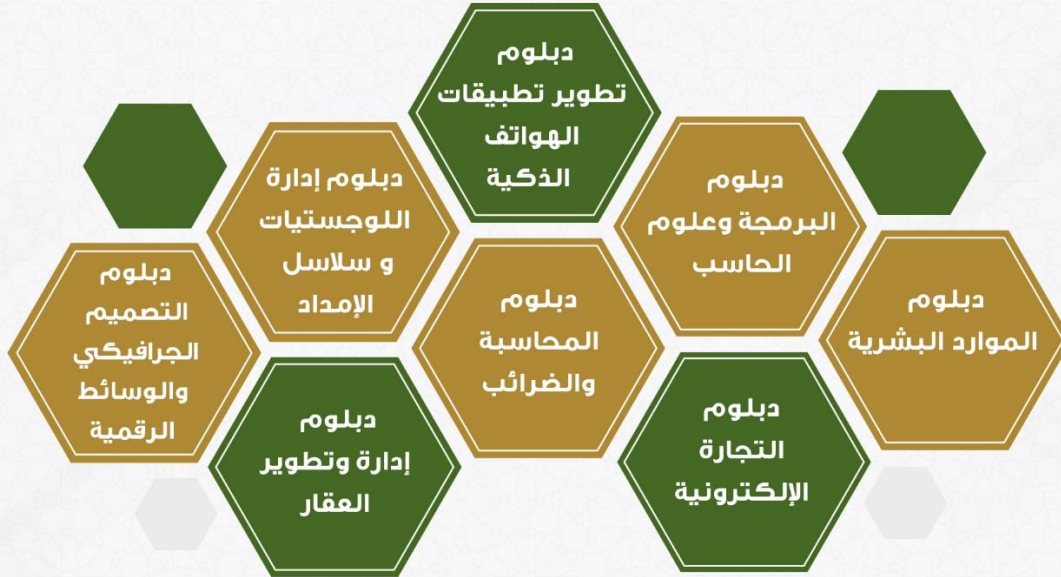 دبلوم
تطوير تطبيقات
الهواتف
الذكية
دبلوم
البرمجة وعلوم
الحاسب
دبلوم إدارة
اللوجستيات
و سلاسل
الإمداد
دبلوم
الموارد البشرية
دبلوم
المحاسبة
والضرائب
دبلوم
التصميم
الجرافيكي
والوسائط
الرقمية
دبلوم
التجارة
الإلكترونية
دبلوم
إدارة وتطوير
العقار